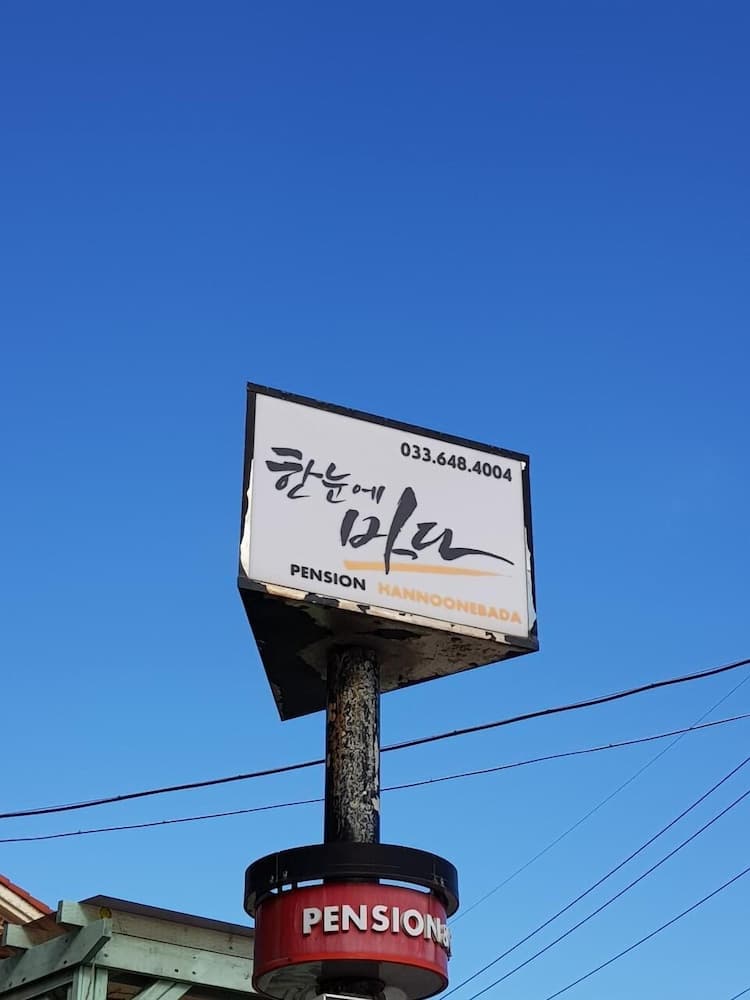 033.648.4004
한눈에
바다
PENSION HANNOONEBADA
PENSION